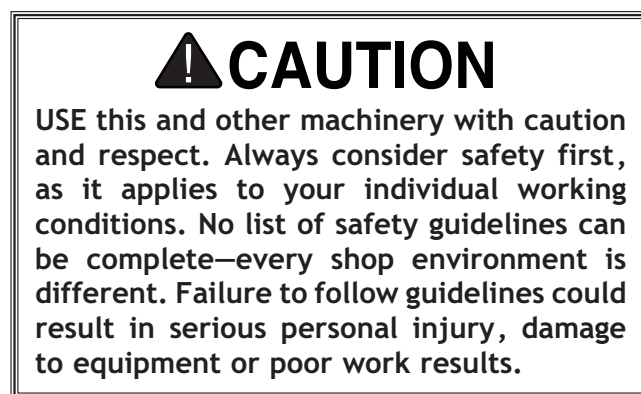 CAUTION
USE this and other machinery with caution
and respect. Always consider safety first,
as it applies to your individual working
conditions. No list of safety guidelines can
be complete—every shop environment is
different. Failure to follow guidelines could
result in serious personal injury, damage
to equipment or poor work results.